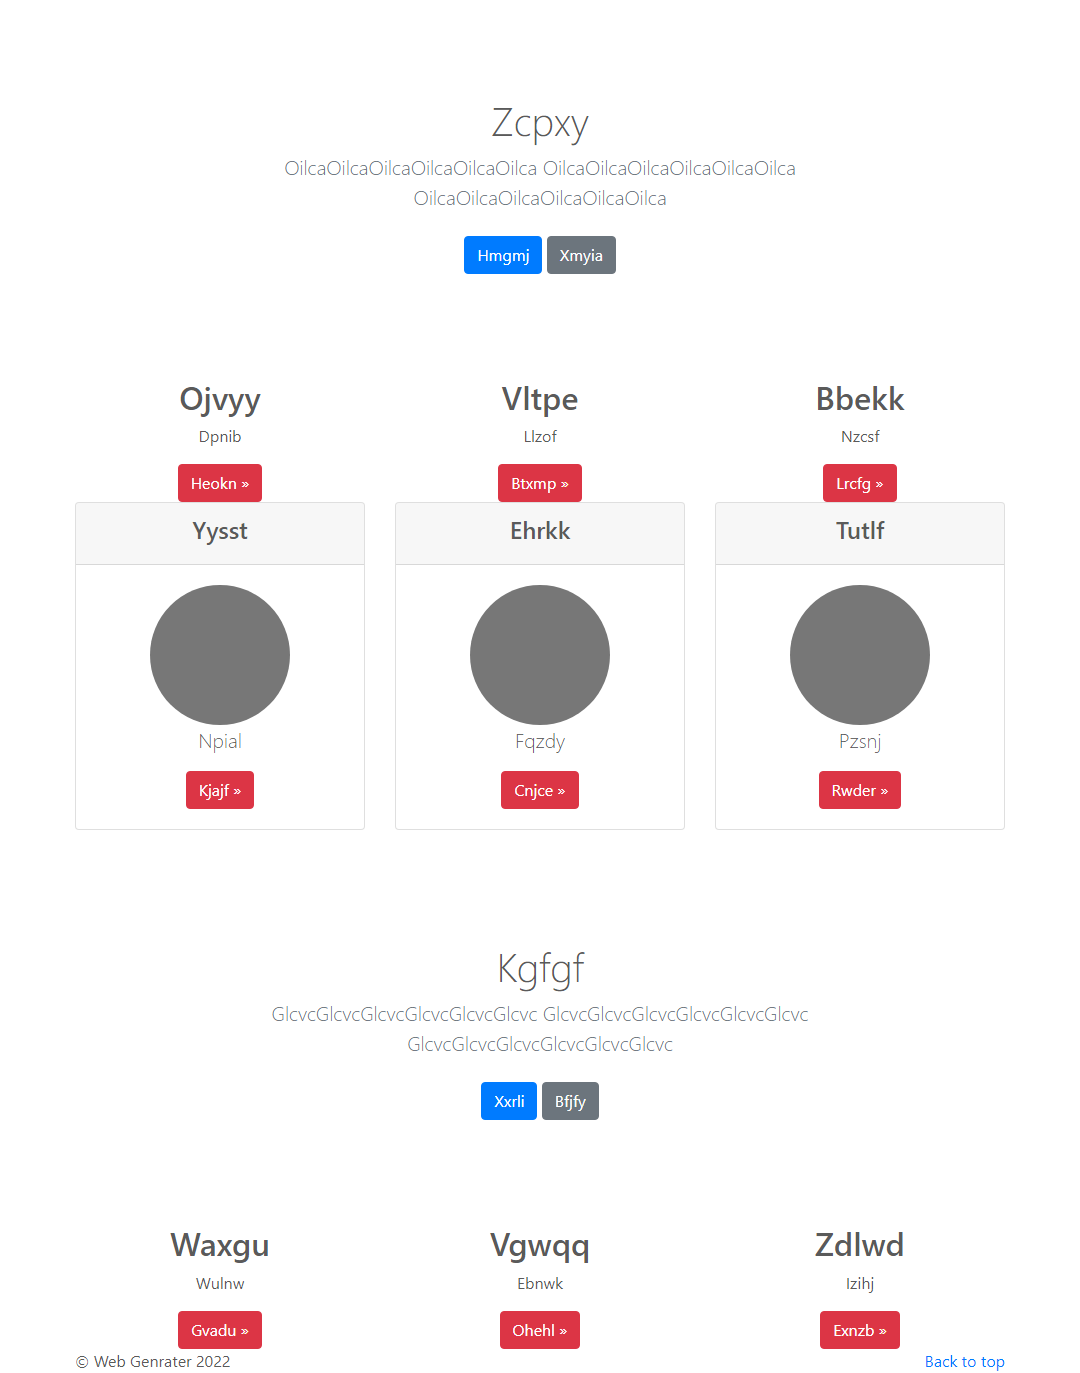 Zcpxy
OilcaOilcaOilcaOilcaOilcaOilca OilcaOilcaOilcaOilcaOilcaOilca
OilcaOilcaOilcaOilcaOilcaOilca
Hmgmj Xmyia
Ojvyy Vltpe Bbekk
Dpnib Llzof Nzcsf
Heokn » Btxmp » Lrcfg »
Yysst Ehrkk Tutlf
Npial Fqzdy Pzsnj
Kjajf » Cnjce » Rwder »
Kgfgf
GlcvcGlcvcGlcvcGlcvcGlcvcGlcvc GlcvcGlcvcGlcvcGlcvcGlcvcGlcvc
GlcvcGlcvcGlcvcGlcvcGlcvcGlcvc
Xxrli Bfjfy
Waxgu Vgwqq Zdlwd
Wulnw Ebnwk Izihj
Gvadu » Ohehl » Exnzb »
© Web Genrater 2022 Back to top